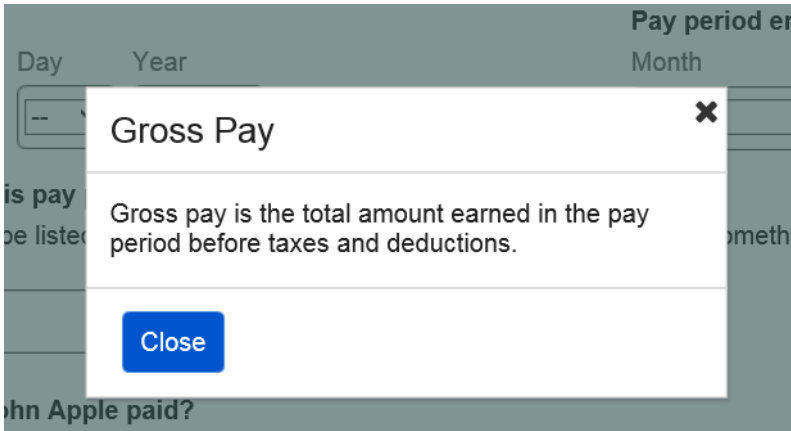 Pay period er
Day Year Month
--
Gross Pay
is pay
Gross pay is the total amount earned in the pay
be listed
period before taxes and deductions.
ometh
Close
ohn Apple paid?